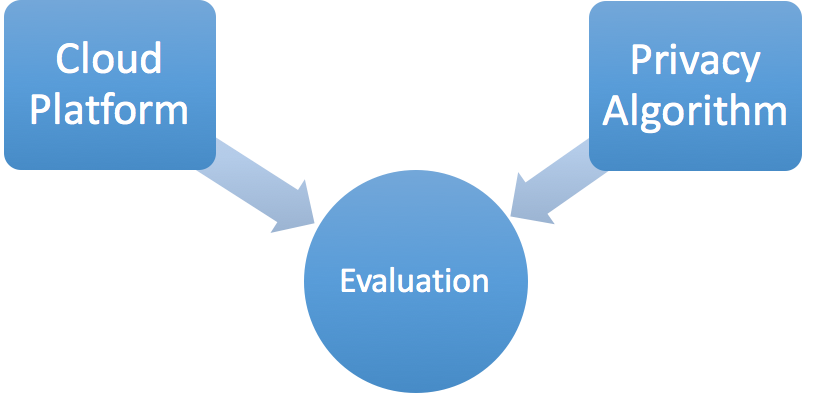 Cloud
Platform
Privacy
Algorithm
Evaluation